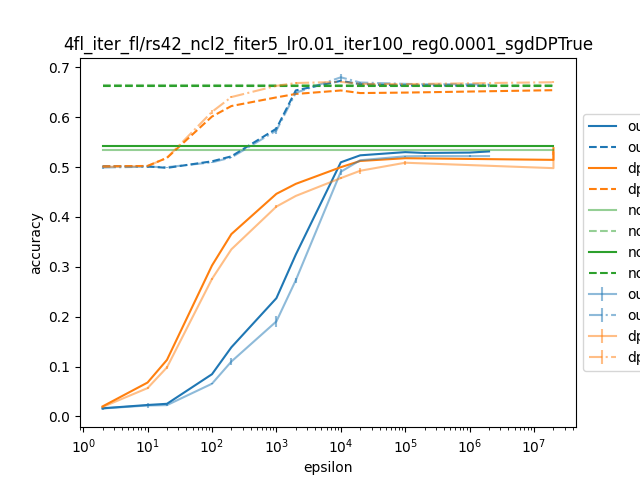 4fl_iter_fl/rs42_ncl2_fiter5_lr0.01_iter100_reg0.0001_sgdDPTrue
0.7
0.6
0.5
0.4
0.3
0.2
0.1
0.0
accuracy
10^0 10^1 10^2 10^3 10^4 10^5 10^6 10^7
epsilon
ou
ou
dp
dp
no
no
no
no
ou
ou
dp
dp